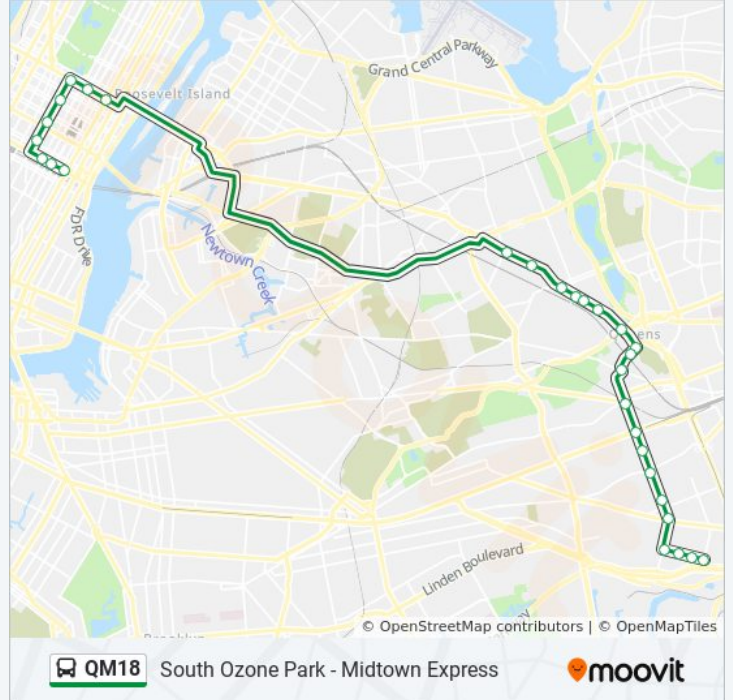 Grand Central Parkway
Roosevelt Island
FDR Drive
Newtown Creek
Queens
Linden Boulevard
Brooklyn
© OpenStreetMap contributors | © OpenMapTiles
QM18 South Ozone Park - Midtown Express
moovit